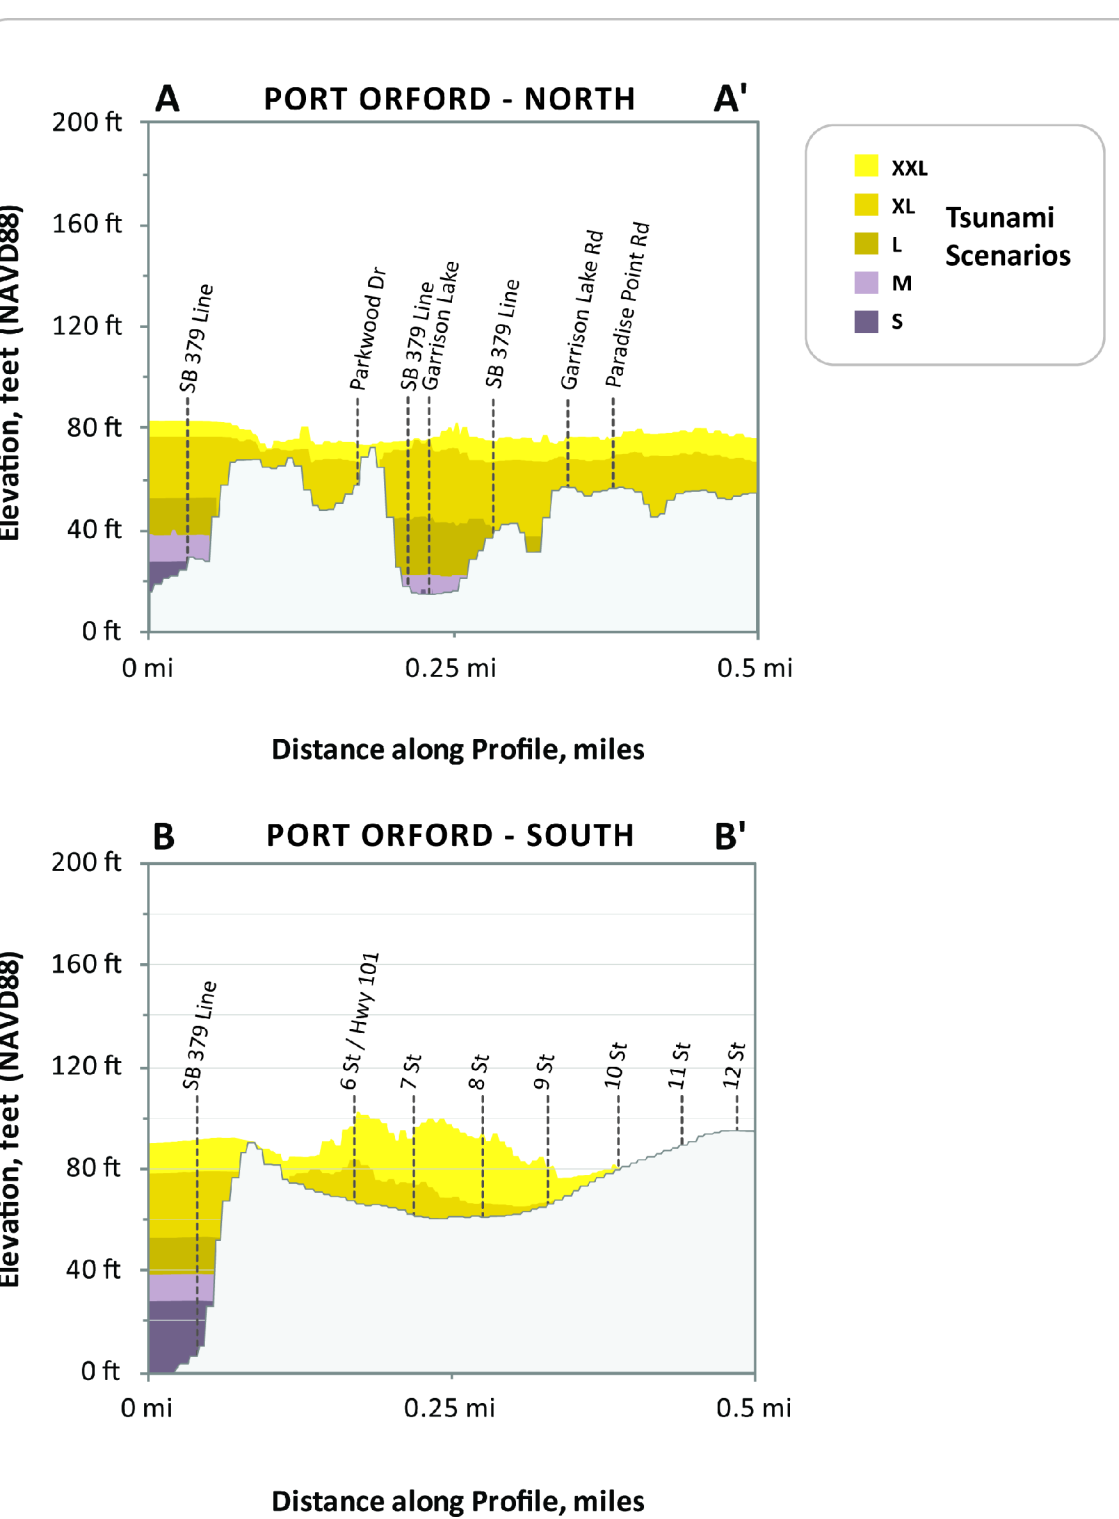 A PORT ORFORD - NORTH A'
200 ft
160 ft
120 ft
80 ft
40 ft
0 ft
Elevation, feet (NAVD88)
SB 379 Line
Parkwood Dr
SB 379 Line
Garrison Lake
SB 379 Line
Garrison Lake Rd
Paradise Point Rd
0 mi 0.25 mi 0.5 mi
Distance along Profile, miles
XXL
XL
L
M
S
Tsunami
Scenarios
B PORT ORFORD - SOUTH B'
200 ft
160 ft
120 ft
80 ft
40 ft
0 ft
Elevation, feet (NAVD88)
SB 379 Line
6 St / Hwy 101
7 St
8 St
9 St
10 St
11 St
12 St
0 mi 0.25 mi 0.5 mi
Distance along Profile, miles